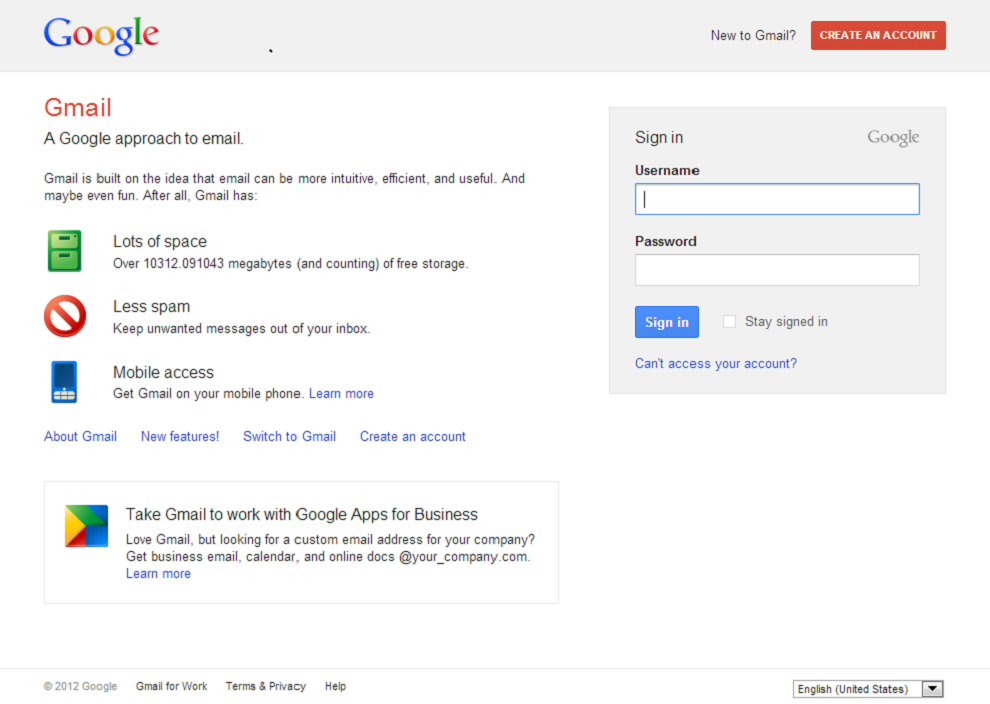 Google
New to Gmail?
CREATE AN ACCOUNT
Gmail
A Google approach to email.
Gmail is built on the idea that email can be more intuitive, efficient, and useful. And
maybe even fun. After all, Gmail has:
Lots of space
Over 10312.091043 megabytes (and counting) of free storage.
Less spam
Keep unwanted messages out of your inbox.
Mobile access
Get Gmail on your mobile phone. Learn more
About Gmail New features! Switch to Gmail Create an account
Take Gmail to work with Google Apps for Business
Love Gmail, but looking for a custom email address for your company?
Get business email, calendar, and online docs @your_company.com.
Learn more
Sign in Google
Username
Password
Sign in Stay signed in
Can't access your account?
© 2012 Google Gmail for Work Terms & Privacy Help
English (United States)